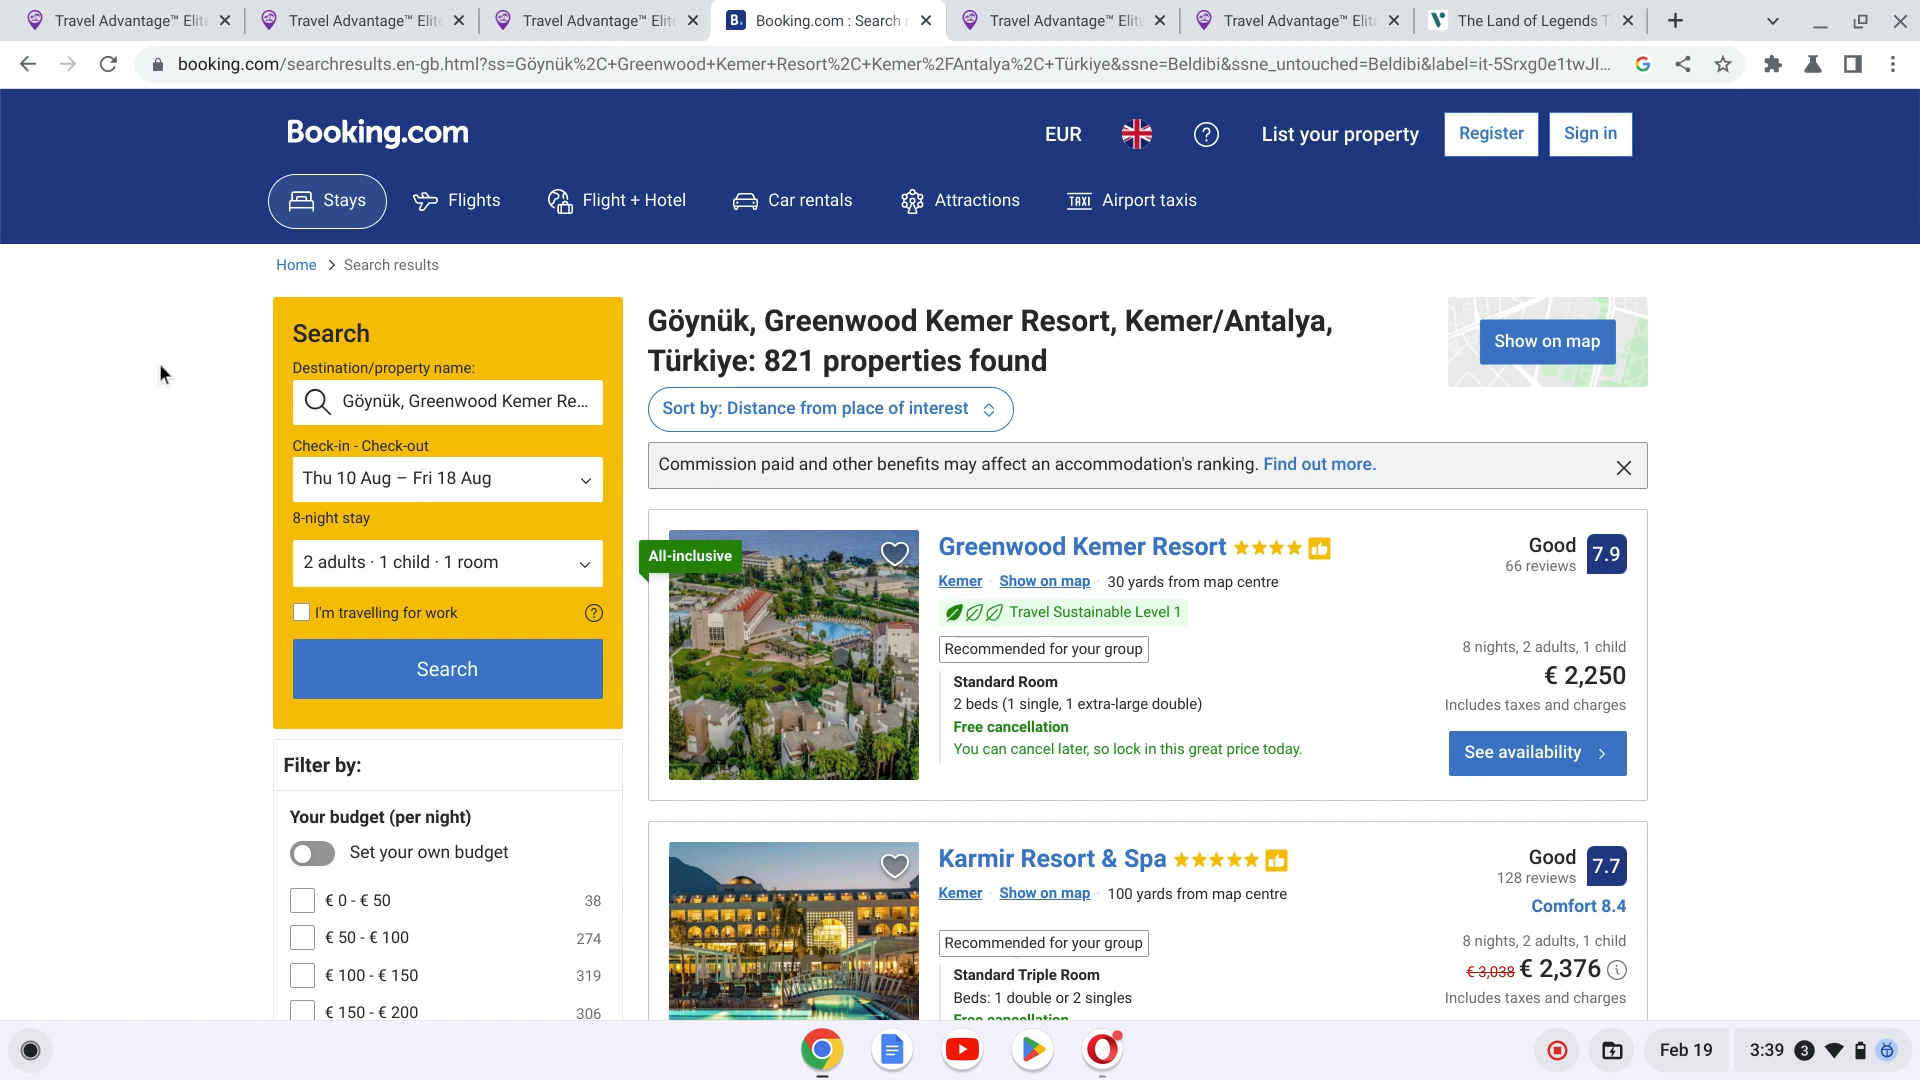 Travel Advantage™ Elite
Travel Advantage™ Elite
Travel Advantage™ Elite
B. Booking.com : Search r
Travel Advantage™ Elite
Travel Advantage™ Elite
The Land of Legends T
booking.com/searchresults.en-gb.html?ss=Göynük%2C+Greenwood+Kemer+Resort%2C+Kemer%2FAntalya%2C+Türkiye&ssne=Beldibi&ssne_untouched=Beldibi&label=it-5Srxg0e1twJI...
Booking.com
EUR
List your property
Register
Sign in
Stays
Flights
Flight + Hotel
Car rentals
Attractions
TAXI Airport taxis
Home > Search results
Search
Destination/property name:
Göynük, Greenwood Kemer Re...
Check-in - Check-out
Thu 10 Aug – Fri 18 Aug
8-night stay
2 adults · 1 child · 1 room
I'm travelling for work
Search
Filter by:
Your budget (per night)
Set your own budget
€ 0 - € 50 38
€ 50 - € 100 274
€ 100 - € 150 319
€ 150 - € 200 306
Göynük, Greenwood Kemer Resort, Kemer/Antalya,
Türkiye: 821 properties found
Show on map
Sort by: Distance from place of interest
Commission paid and other benefits may affect an accommodation's ranking. Find out more.
All-inclusive
Greenwood Kemer Resort
Kemer · Show on map · 30 yards from map centre
Travel Sustainable Level 1
Recommended for your group
Standard Room
2 beds (1 single, 1 extra-large double)
Free cancellation
You can cancel later, so lock in this great price today.
Good 7.9
66 reviews
8 nights, 2 adults, 1 child
€ 2,250
Includes taxes and charges
See availability
Karmir Resort & Spa
Kemer · Show on map · 100 yards from map centre
Recommended for your group
Standard Triple Room
Beds: 1 double or 2 singles
Free cancellation
Good 7.7
128 reviews
Comfort 8.4
8 nights, 2 adults, 1 child
€ 3,038 € 2,376
Includes taxes and charges
Feb 19
3:39 3